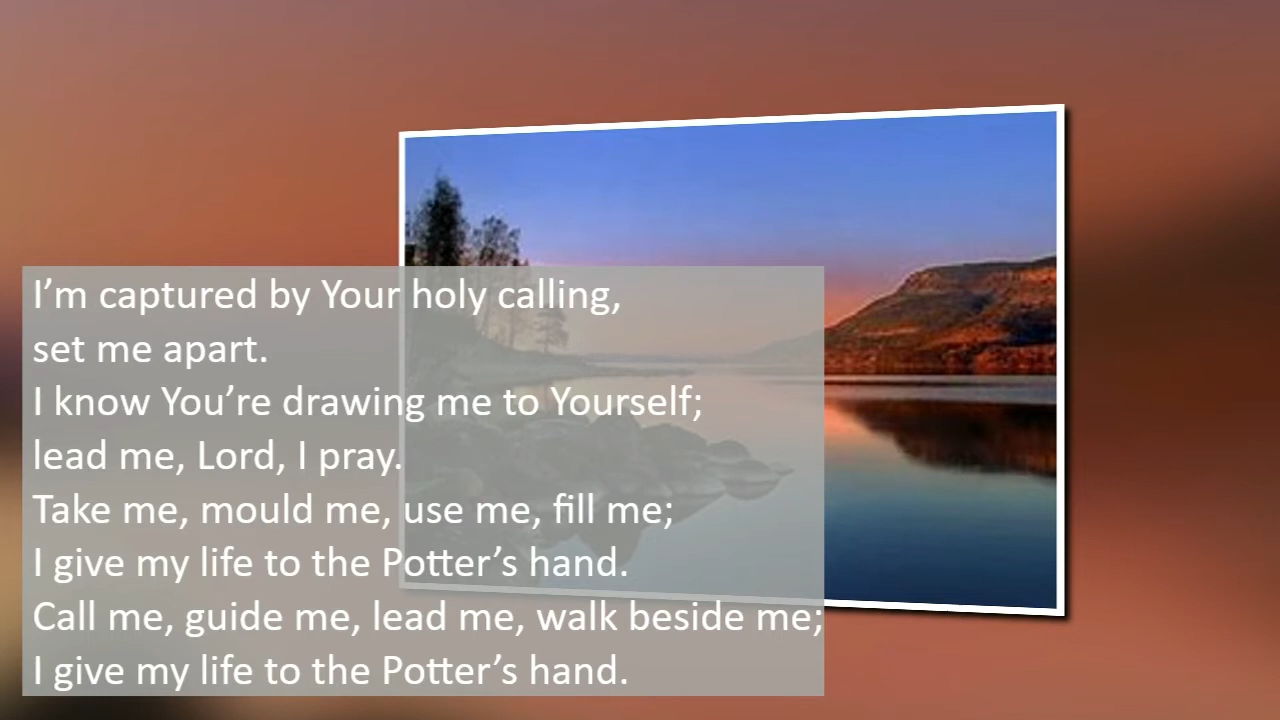 I’m captured by Your holy calling,
set me apart.
I know You’re drawing me to Yourself;
lead me, Lord, I pray.
Take me, mould me, use me, fill me;
I give my life to the Potter’s hand.
Call me, guide me, lead me, walk beside me;
I give my life to the Potter’s hand.